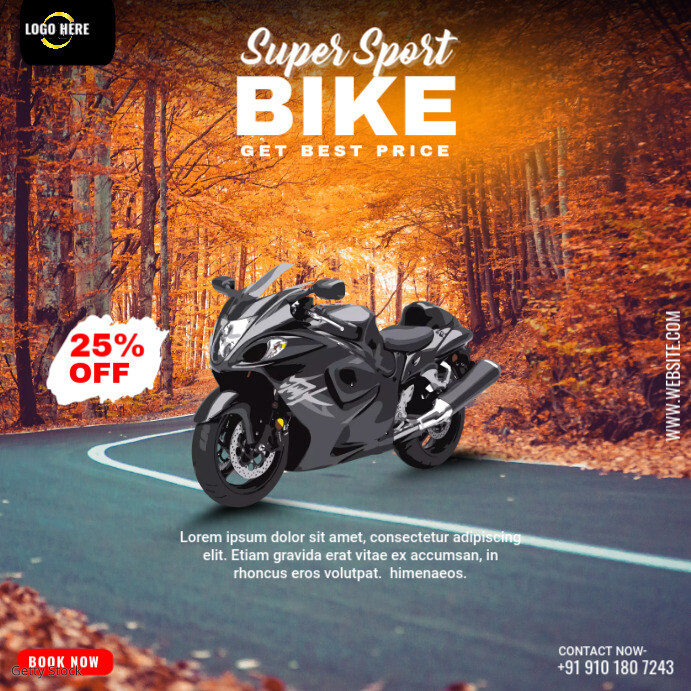 LOGO HERE
Super Sport
BIKE
GET BEST PRICE
25%
OFF
WWW.WEBSITE.COM
Lorem ipsum dolor sit amet, consectetur adipiscing
elit. Etiam gravida erat vitae ex accumsan, in
rhoncus eros volutpat. himenaeos.
BOOK NOW
Getty Stock
CONTACT NOW-
+91 910 180 7243